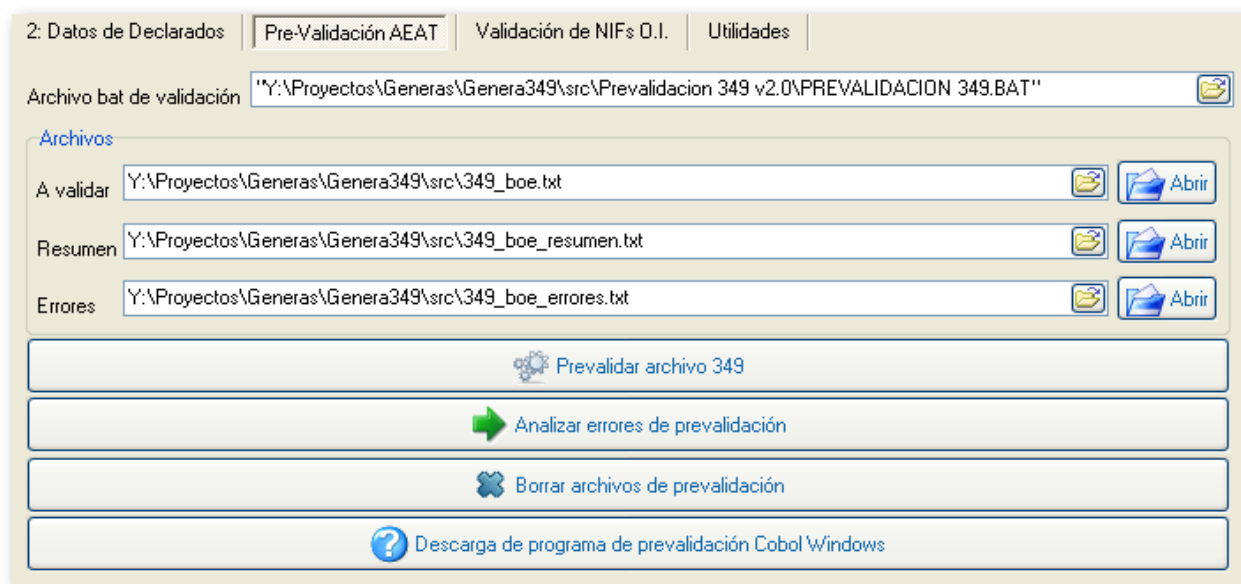 2: Datos de Declarados Pre-Validación AEAT Validación de NIFs O.I. Utilidades
Archivo bat de validación "Y:\Proyectos\Generas\Genera349\src\Prevalidacion 349 v2.0\PREVALIDACION 349.BAT"
Archivos
A validar Y:\Proyectos\Generas\Genera349\src\349_boe.txt Abrir
Resumen Y:\Proyectos\Generas\Genera349\src\349_boe_resumen.txt Abrir
Errores Y:\Proyectos\Generas\Genera349\src\349_boe_errores.txt Abrir
Prevalidar archivo 349
Analizar errores de prevalidación
Borrar archivos de prevalidación
Descarga de programa de prevalidación Cobol Windows